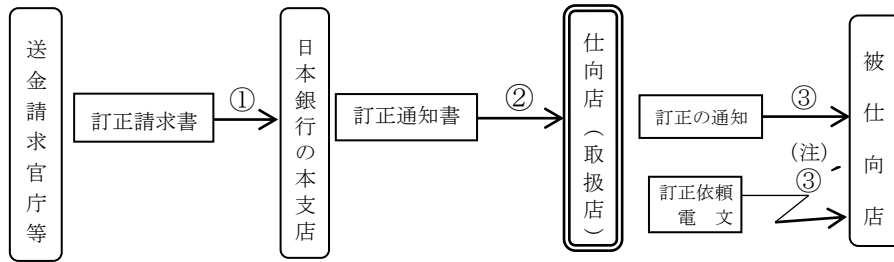 送金請求官庁等
訂正請求書
①
日本銀行の本支店
訂正通知書
②
仕向店（取扱店）
訂正の通知
③
(注)
③
訂正依頼
電　文
被仕向店